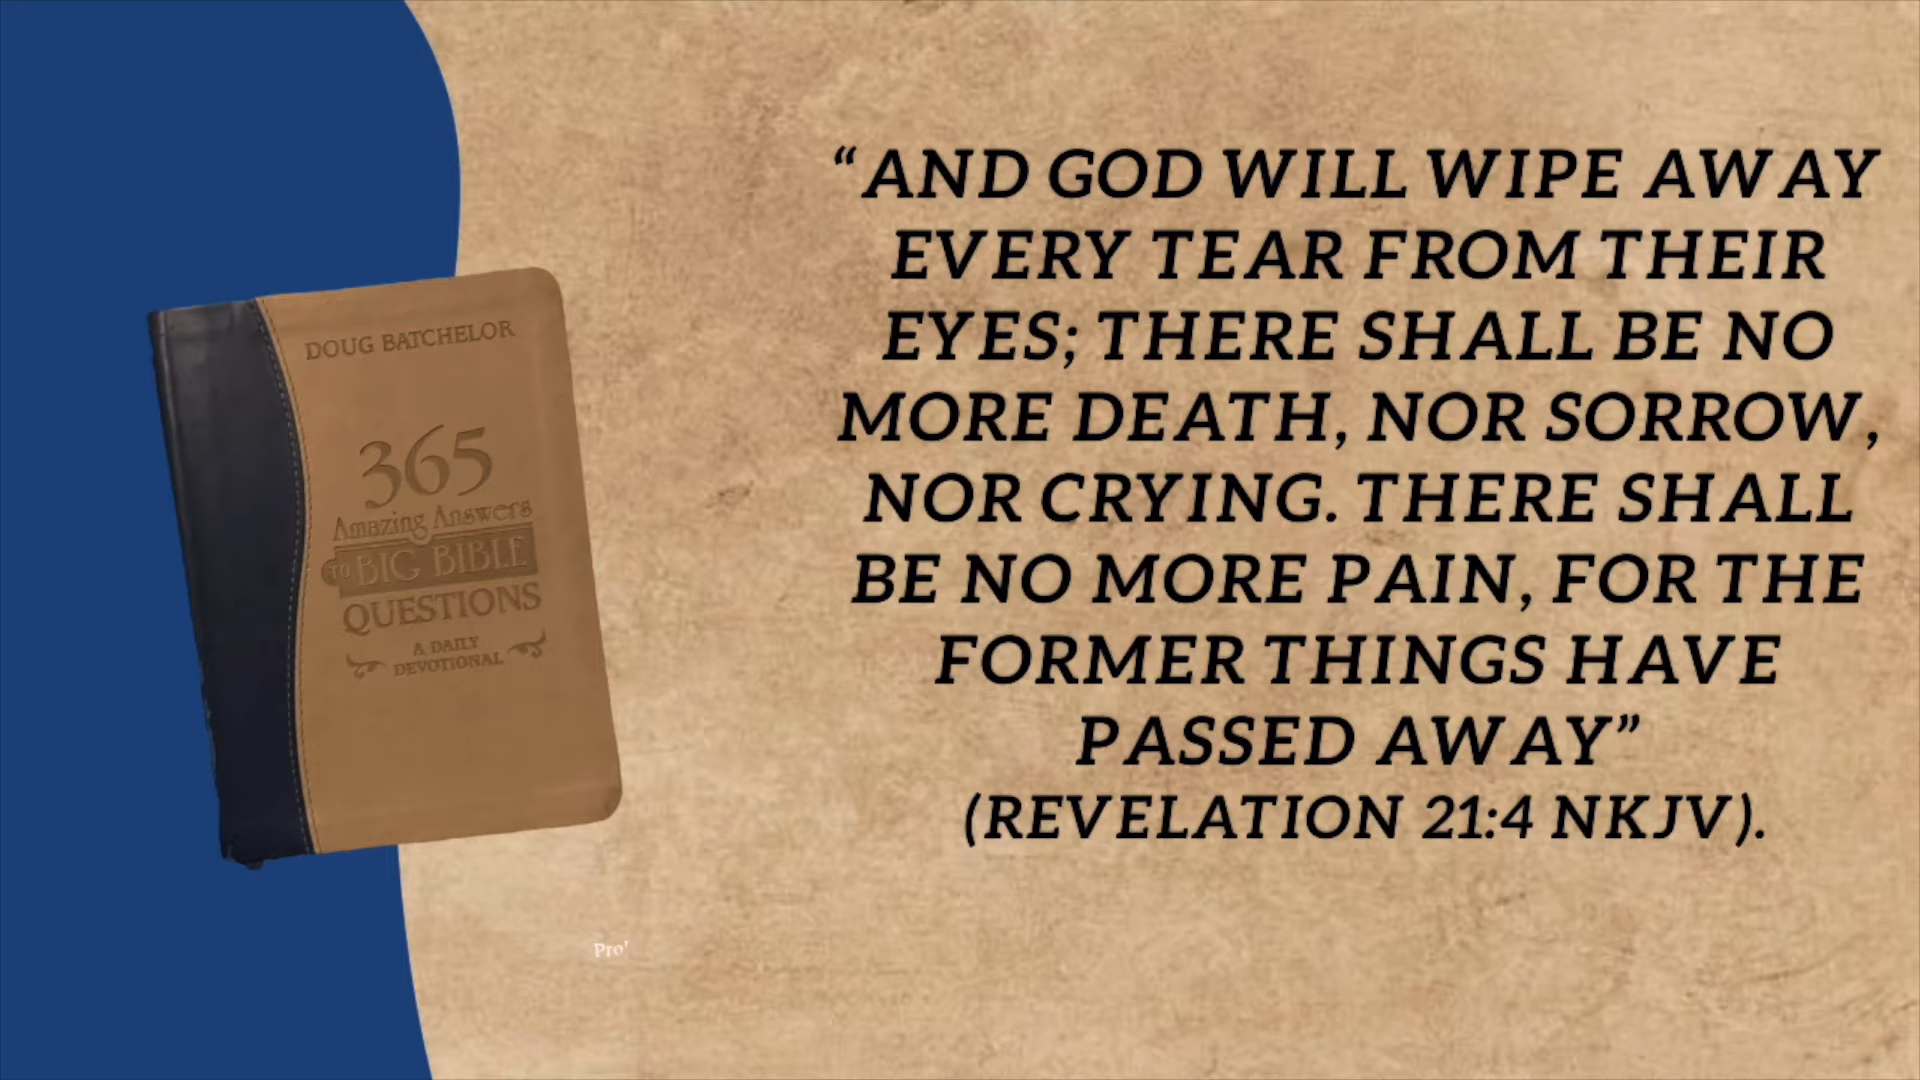 DOUG BATCHELOR
365
Amazing Answers
TO BIG BIBLE
QUESTIONS
A DAILY
DEVOTIONAL
“AND GOD WILL WIPE AWAY
EVERY TEAR FROM THEIR
EYES; THERE SHALL BE NO
MORE DEATH, NOR SORROW,
NOR CRYING. THERE SHALL
BE NO MORE PAIN, FOR THE
FORMER THINGS HAVE
PASSED AWAY”
(REVELATION 21:4 NKJV).
Pro'